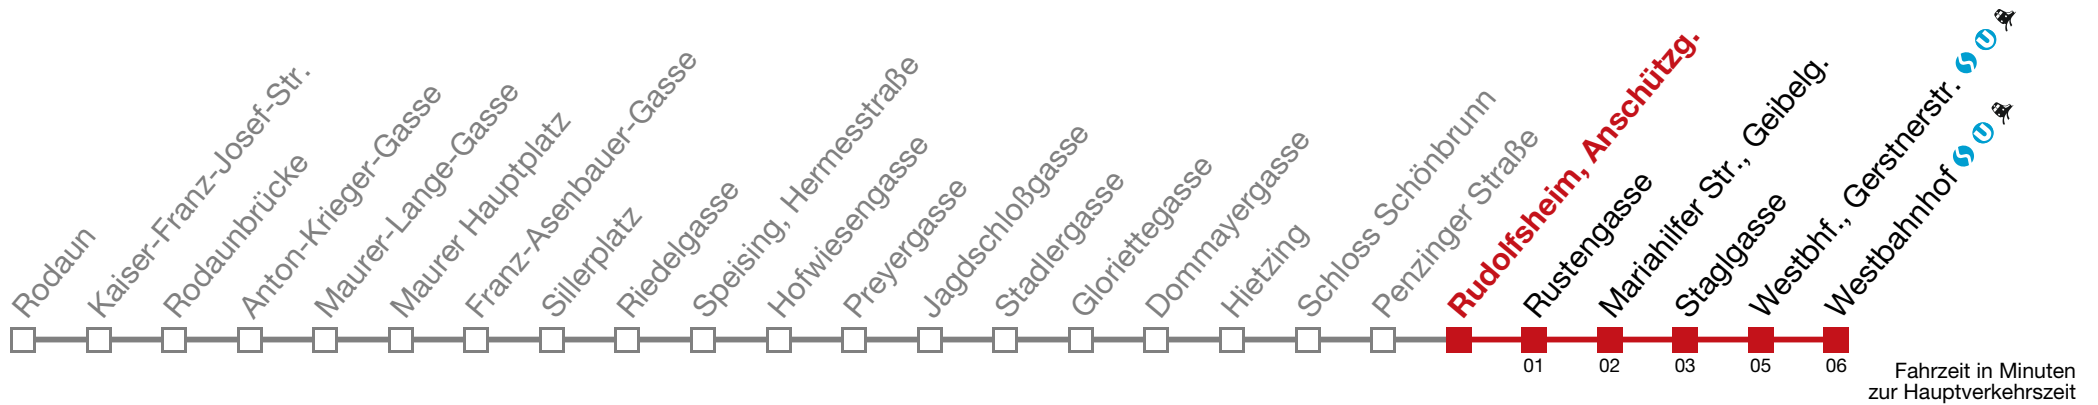 Rodaun
Kaiser-Franz-Josef-Str.
Rodaunbrücke
Anton-Krieger-Gasse
Maurer-Lange-Gasse
Maurer Hauptplatz
Franz-Asenbauer-Gasse
Sillerplatz
Riedelgasse
Speising, Hermesstraße
Hofwiesengasse
Preyergasse
Jagdschloßgasse
Stadlergasse
Gloriettegasse
Dommayergasse
Hietzing
Schloss Schönbrunn
Penzinger Straße
Rudolfsheim, Anschützg.
Rustengasse
Mariahilfer Str., Geibelg.
Staglgasse
Westbhf., Gerstnerstr. S U
Westbahnhof S U
01 02 03 05 06
Fahrzeit in Minuten
zur Hauptverkehrszeit